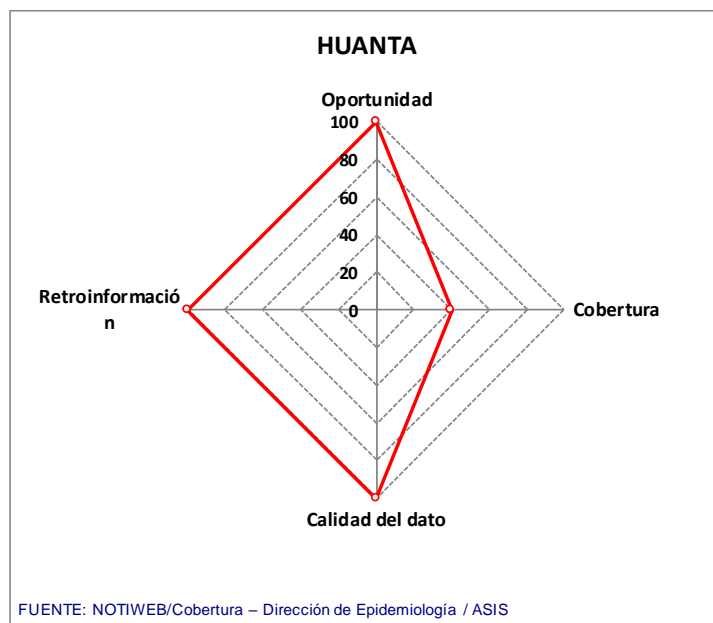 HUANTA
Oportunidad
100
80
60
40
20
0
Retroinformació
n
Cobertura
Calidad del dato
FUENTE: NOTIWEB/Cobertura – Dirección de Epidemiología / ASIS